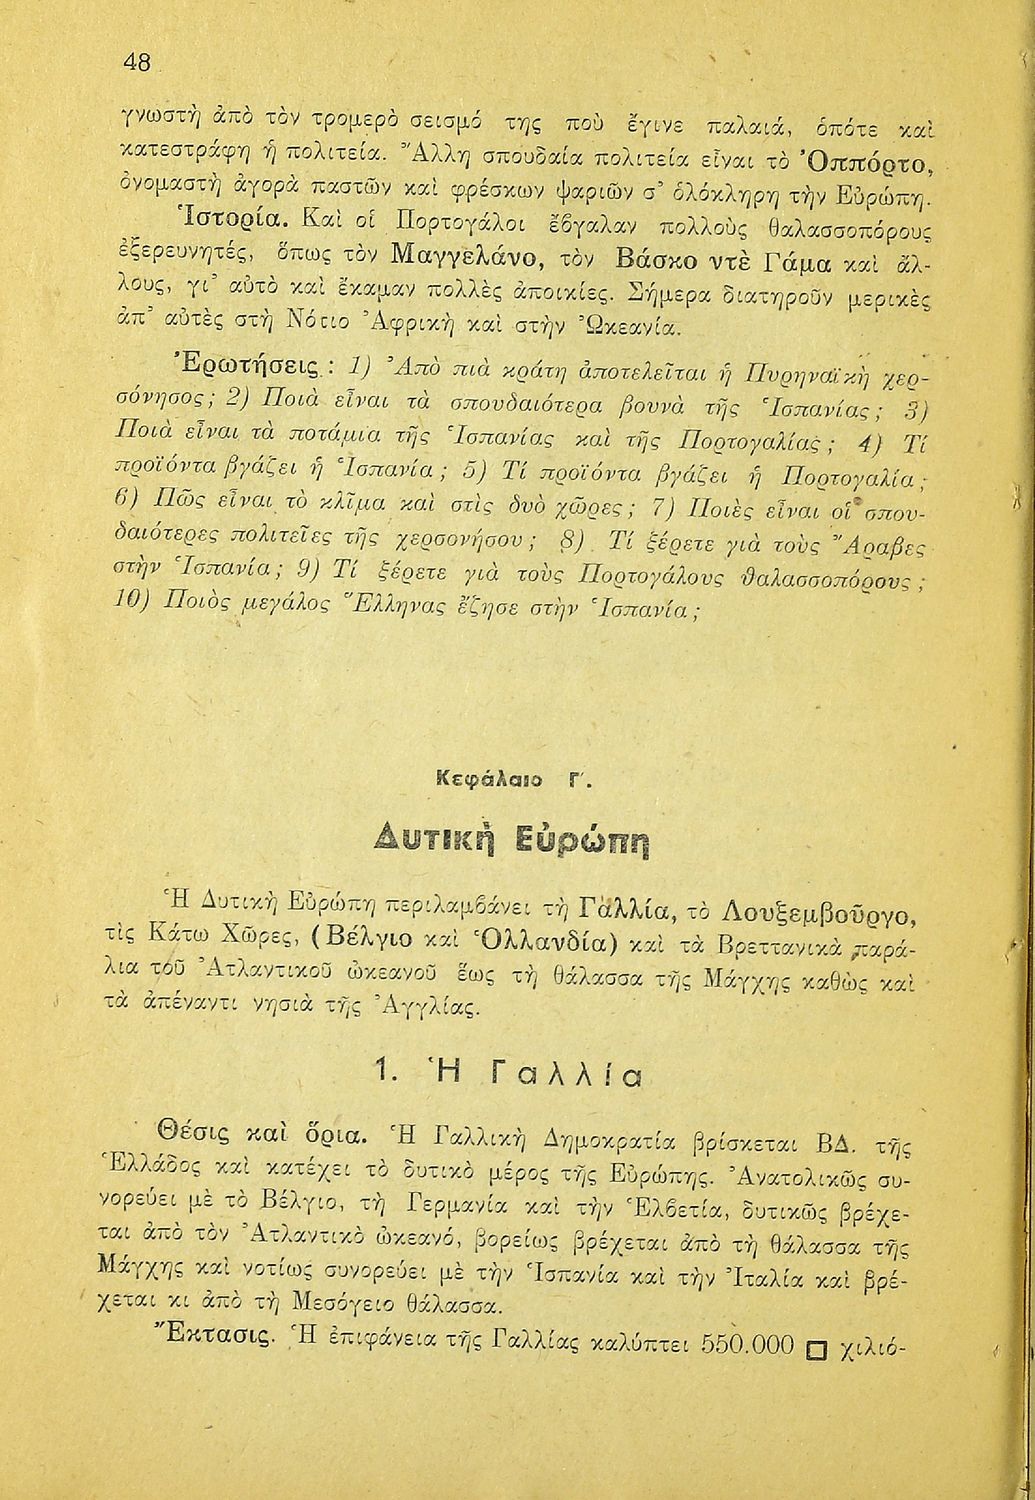 48
γνωστὴ ἀπὸ τὸν τρομερὸ σεισμό της ποὺ ἔγινε παλαιά, ὁπότε καὶ
κατεστράφη ἡ πολιτεία. Ἄλλη σπουδαία πολιτεία εἶναι τὸ Ὀππόρτο,
ὀνομαστὴ ἀγορὰ παστῶν καὶ φρέσκων ψαριῶν σ᾽ ὁλόκληρη τὴν Εὐρώπη.
Ἱστορία. Καὶ οἱ Πορτογάλοι ἔβγαλαν πολλοὺς θαλασσοπόρους
ἐξερευνητές, ὅπως τὸν Μαγγελάνο, τὸν Βάσκο ντὲ Γάμα καὶ ἄλ-
λους, γι᾽ αὐτὸ καὶ ἔκαμαν πολλὲς ἀποικίες. Σήμερα διατηροῦν μερικὲς
ἀπ᾽ αὐτὲς στὴ Νότιο Ἀφρικὴ καὶ στὴν Ὠκεανία.
Ἐρωτήσεις : 1) Ἀπὸ πιὰ κράτη ἀποτελεῖται ἡ Πυρηναϊκὴ χερ-
σόνησος ; 2) Ποιὰ εἶναι τὰ σπουδαιότερα βουνὰ τῆς Ἱσπανίας ; 3)
Ποιὰ εἶναι τὰ ποτάμια τῆς Ἱσπανίας καὶ τῆς Πορτογαλίας ; 4) Τί
προϊόντα βγάζει ἡ Ἱσπανία ; 5) Τί προϊόντα βγάζει ἡ Πορτογαλία ;
6) Πῶς εἶναι τὸ κλῖμα καὶ στὶς δυὸ χῶρες ; 7) Ποιὲς εἶναι οἱ σπου-
δαιότερες πολιτεῖες τῆς χερσονήσου ; 8) Τί ξέρετε γιὰ τοὺς Ἄραβες
στὴν Ἱσπανία ; 9) Τί ξέρετε γιὰ τοὺς Πορτογάλους θαλασσοπόρους ;
10) Ποιὸς μεγάλος Ἕλληνας ἔζησε στὴν Ἱσπανία ;
Κεφάλαιο Γ΄.
Δυτικὴ Εὐρώπη
Ἡ Δυτικὴ Εὐρώπη περιλαμβάνει τὴ Γαλλία, τὸ Λουξεμβοῦργο,
τὶς Κάτω Χῶρες, (Βέλγιο καὶ Ὁλλανδία) καὶ τὰ Βρεττανικὰ παρά-
λια τοῦ Ἀτλαντικοῦ ὠκεανοῦ ἕως τὴ θάλασσα τῆς Μάγχης καθὼς καὶ
τὰ ἀπέναντι νησιὰ τῆς Ἀγγλίας.
1. Ἡ Γαλλία
Θέσις καὶ ὅρια. Ἡ Γαλλικὴ Δημοκρατία βρίσκεται ΒΔ. τῆς
Ἑλλάδος καὶ κατέχει τὸ δυτικὸ μέρος τῆς Εὐρώπης. Ἀνατολικῶς συ-
νορεύει μὲ τὸ Βέλγιο, τὴ Γερμανία καὶ τὴν Ἑλβετία, δυτικῶς βρέχε-
ται ἀπὸ τὸν Ἀτλαντικὸ ὠκεανό, βορείως βρέχεται ἀπὸ τὴ θάλασσα τῆς
Μάγχης καὶ νοτίως συνορεύει μὲ τὴν Ἱσπανία καὶ τὴν Ἰταλία καὶ βρέ-
χεται κι ἀπὸ τὴ Μεσόγειο θάλασσα.
Ἔκτασις. Ἡ ἐπιφάνεια τῆς Γαλλίας καλύπτει 550.000 □ χιλιό-